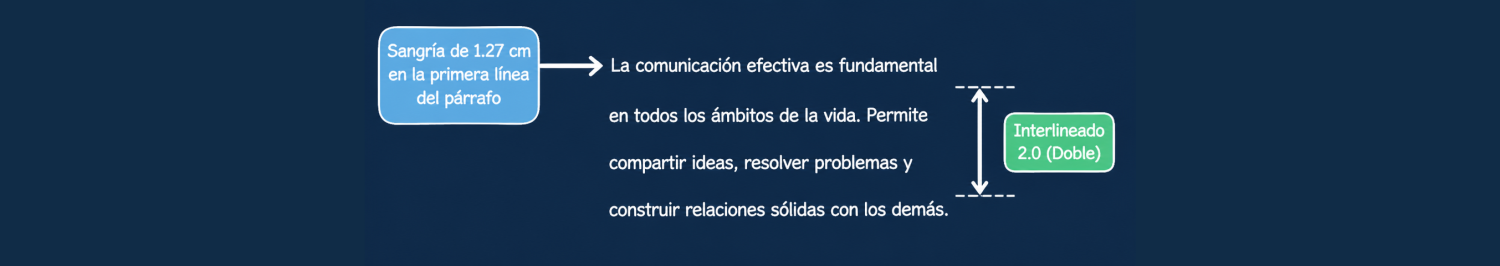 Sangría de 1.27 cm
en la primera línea
del párrafo
La comunicación efectiva es fundamental
en todos los ámbitos de la vida. Permite
compartir ideas, resolver problemas y
construir relaciones sólidas con los demás.
Interlineado
2.0 (Doble)